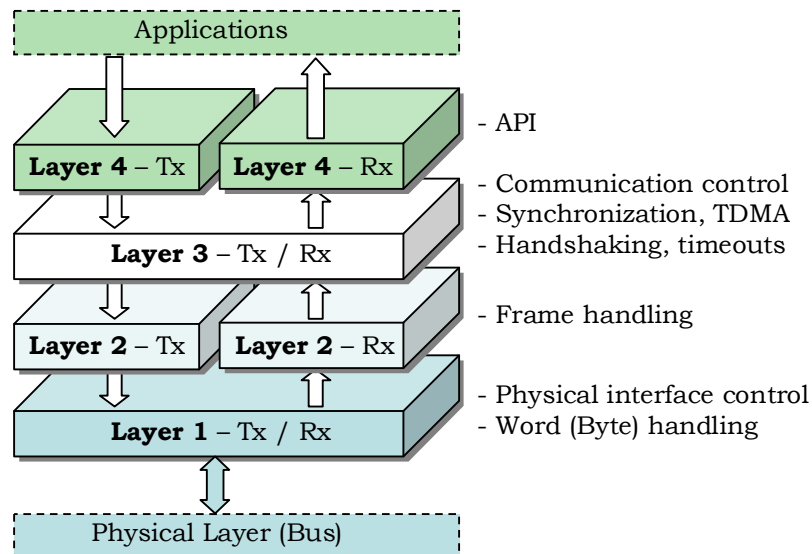 Applications
- API
Layer 4 – Tx
Layer 4 – Rx
- Communication control
- Synchronization, TDMA
- Handshaking, timeouts
Layer 3 – Tx / Rx
- Frame handling
Layer 2 – Tx
Layer 2 – Rx
- Physical interface control
- Word (Byte) handling
Layer 1 – Tx / Rx
Physical Layer (Bus)